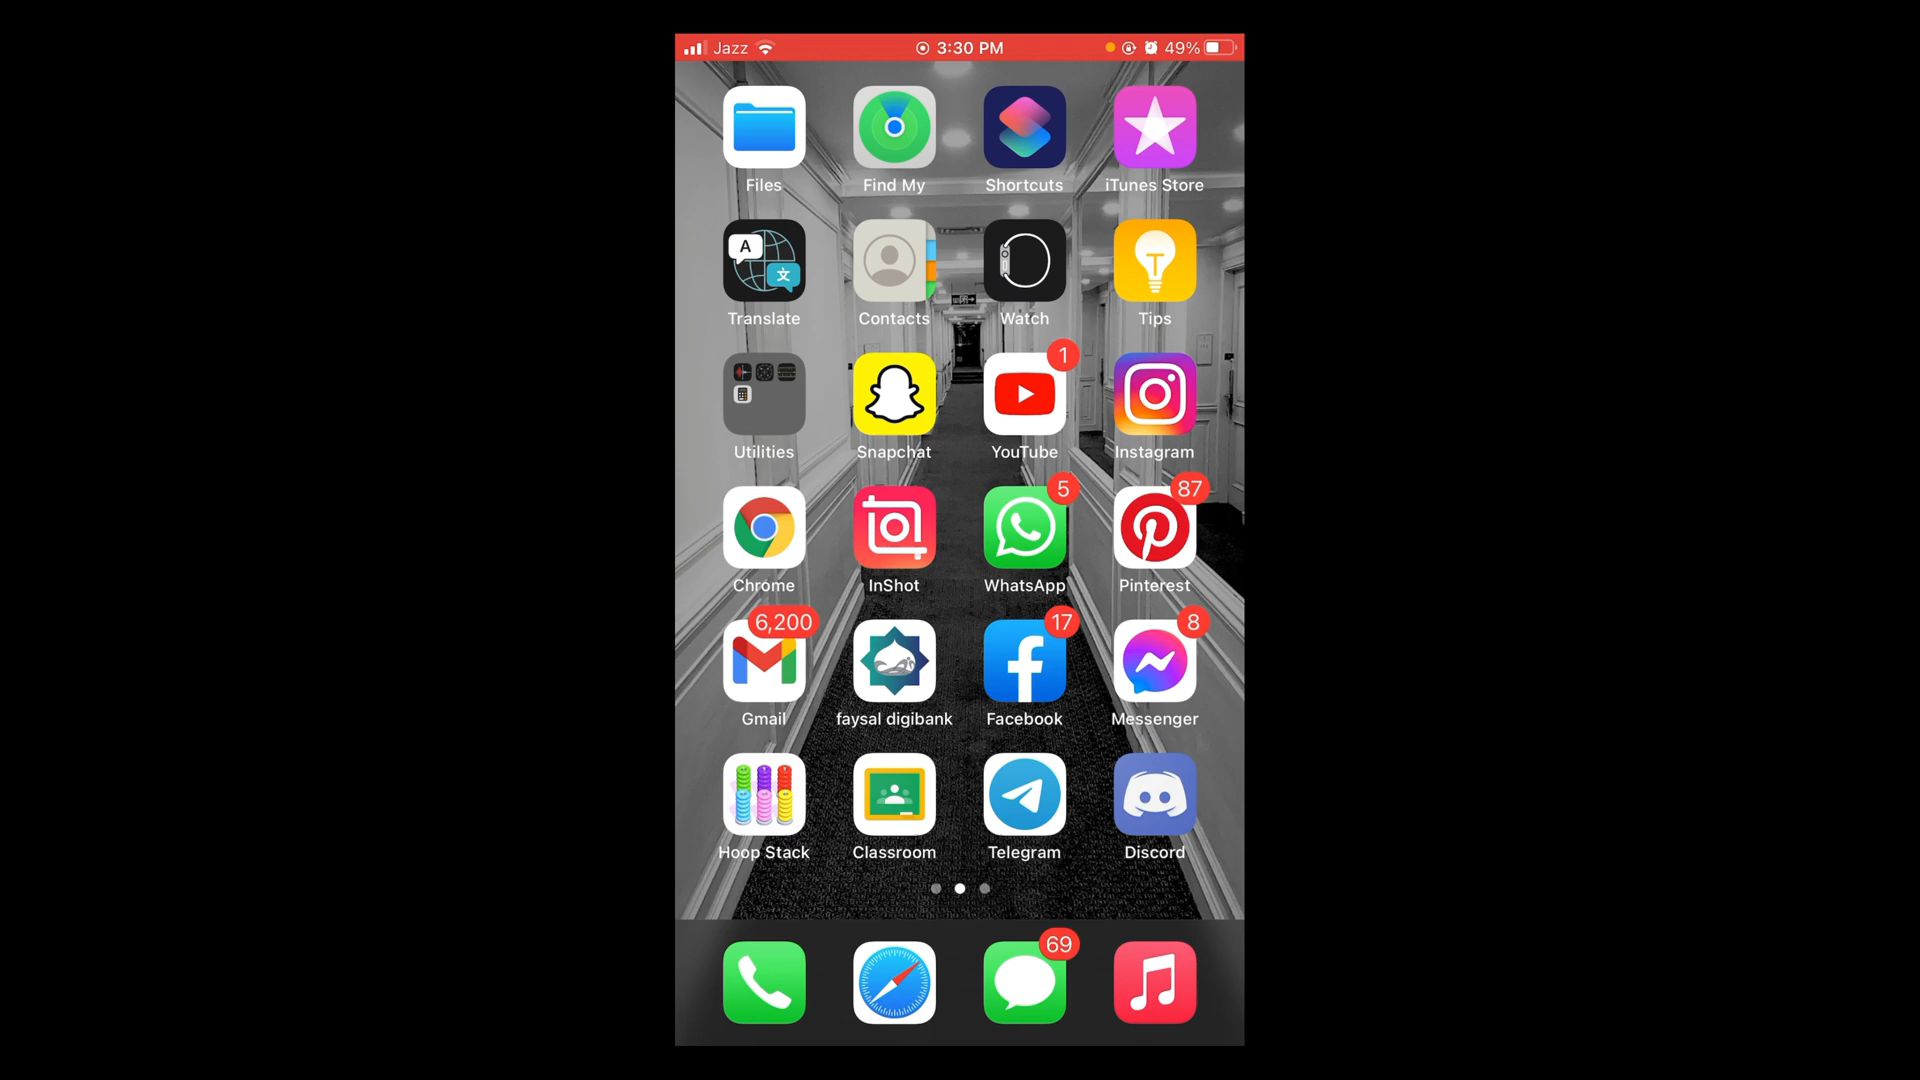 Jazz 3:30 PM 49%
Files Find My Shortcuts iTunes Store
A 文 T
Translate Contacts Watch Tips
1
Utilities Snapchat YouTube Instagram
5 87
Chrome InShot WhatsApp Pinterest
6,200 17 8
Gmail faysal digibank Facebook Messenger
Hoop Stack Classroom Telegram Discord
69